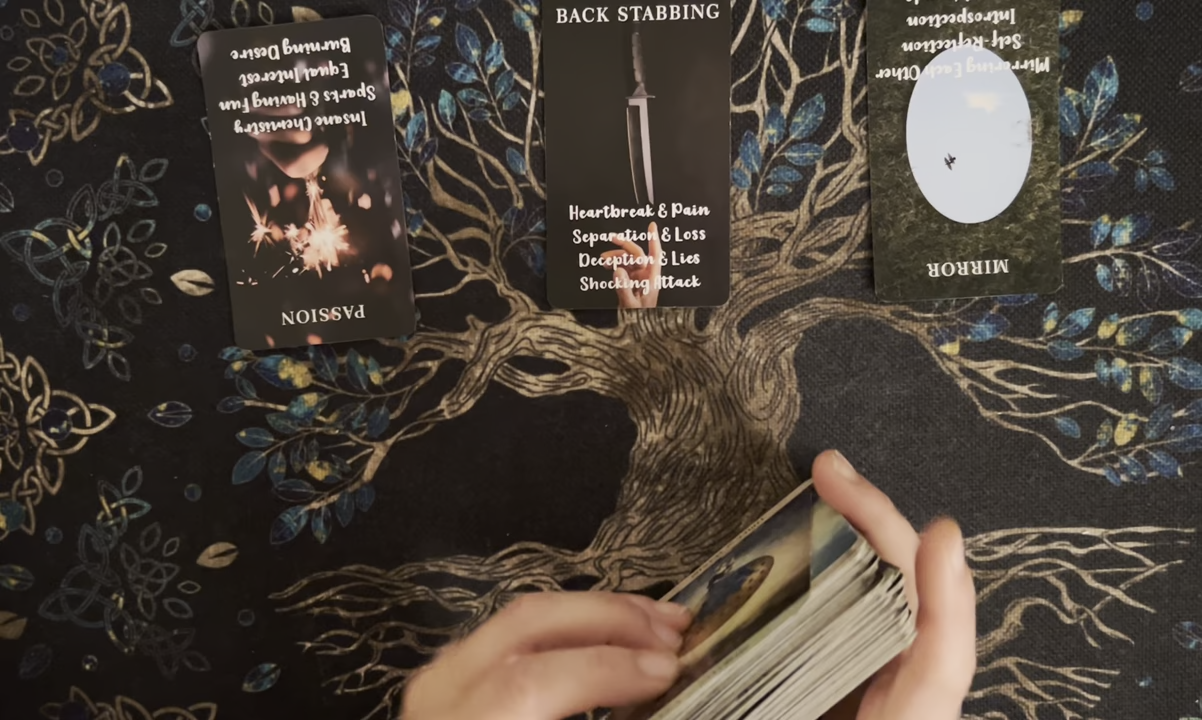 PASSION
Insane Chemistry
Sparks & Having Fun
Equal Interest
Burning Desire
BACK STABBING
Heartbreak & Pain
Separation & Loss
Deception & Lies
Shocking Attack
MIRROR
Mirroring Each Other
Self-Reflection
Introspection